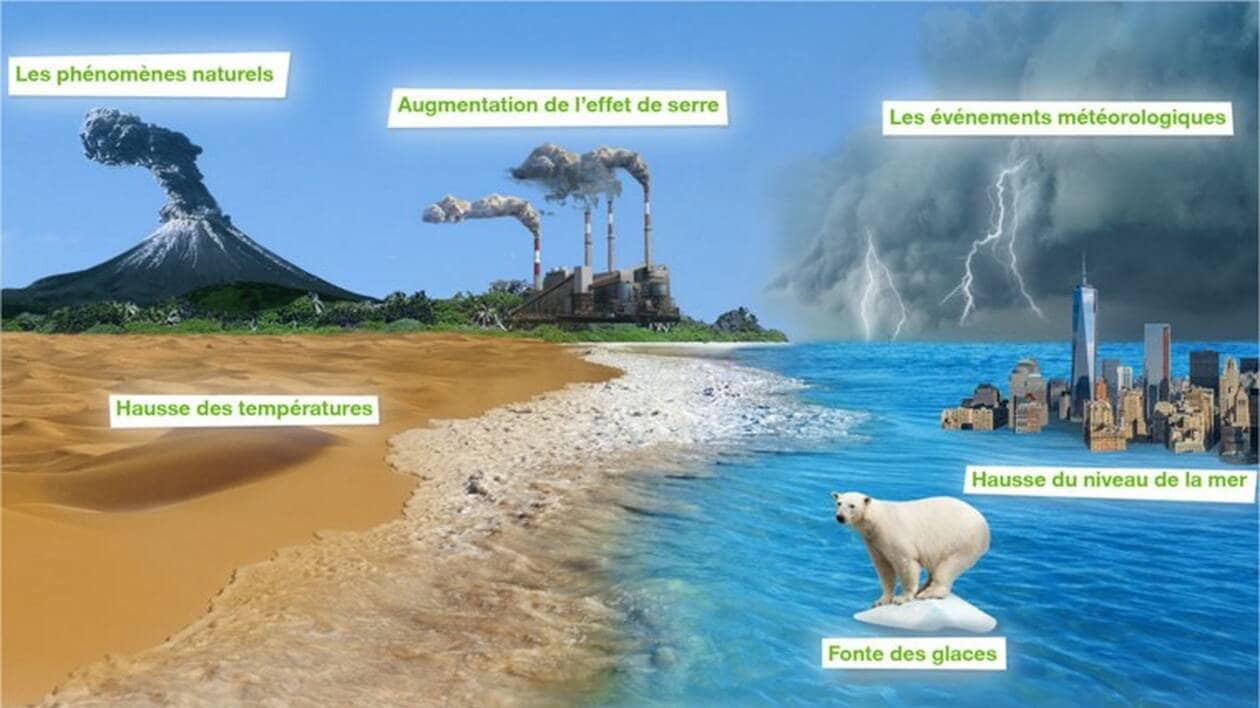 Les phénomènes naturels
Augmentation de l'effet de serre
Les événements météorologiques
Hausse des températures
Hausse du niveau de la mer
Fonte des glaces